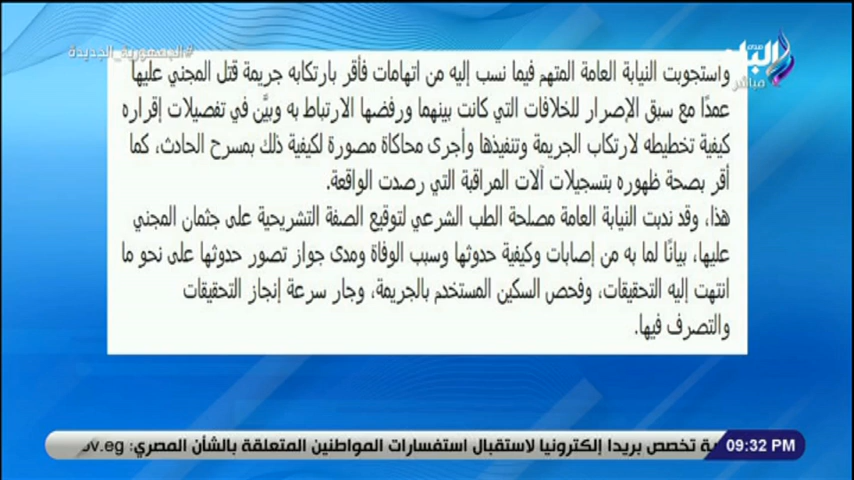 #الجمهورية_الجديدة
صدى
البلد
مباشر
واستجوبت النيابة العامة المتهم فيما نسب إليه من اتهامات فأقر بارتكابه جريمة قتل المجني عليها
عمدًا مع سبق الإصرار للخلافات التي كانت بينهما ورفضها الارتباط به وبيَّن في تفصيلات إقراره
كيفية تخطيطه لارتكاب الجريمة وتنفيذها وأجرى محاكاة مصورة لكيفية ذلك بمسرح الحادث، كما
أقر بصحة ظهوره بتسجيلات آلات المراقبة التي رصدت الواقعة.
هذا، وقد ندبت النيابة العامة مصلحة الطب الشرعي لتوقيع الصفة التشريحية على جثمان المجني
عليها، بيانًا لما به من إصابات وكيفية حدوثها وسبب الوفاة ومدى جواز تصور حدوثها على نحو ما
انتهت إليه التحقيقات، وفحص السكين المستخدم بالجريمة، وجار سرعة إنجاز التحقيقات
والتصرف فيها.
ة تخصص بريدا إلكترونيا لاستقبال استفسارات المواطنين المتعلقة بالشأن المصري: ov.eg
09:32 PM